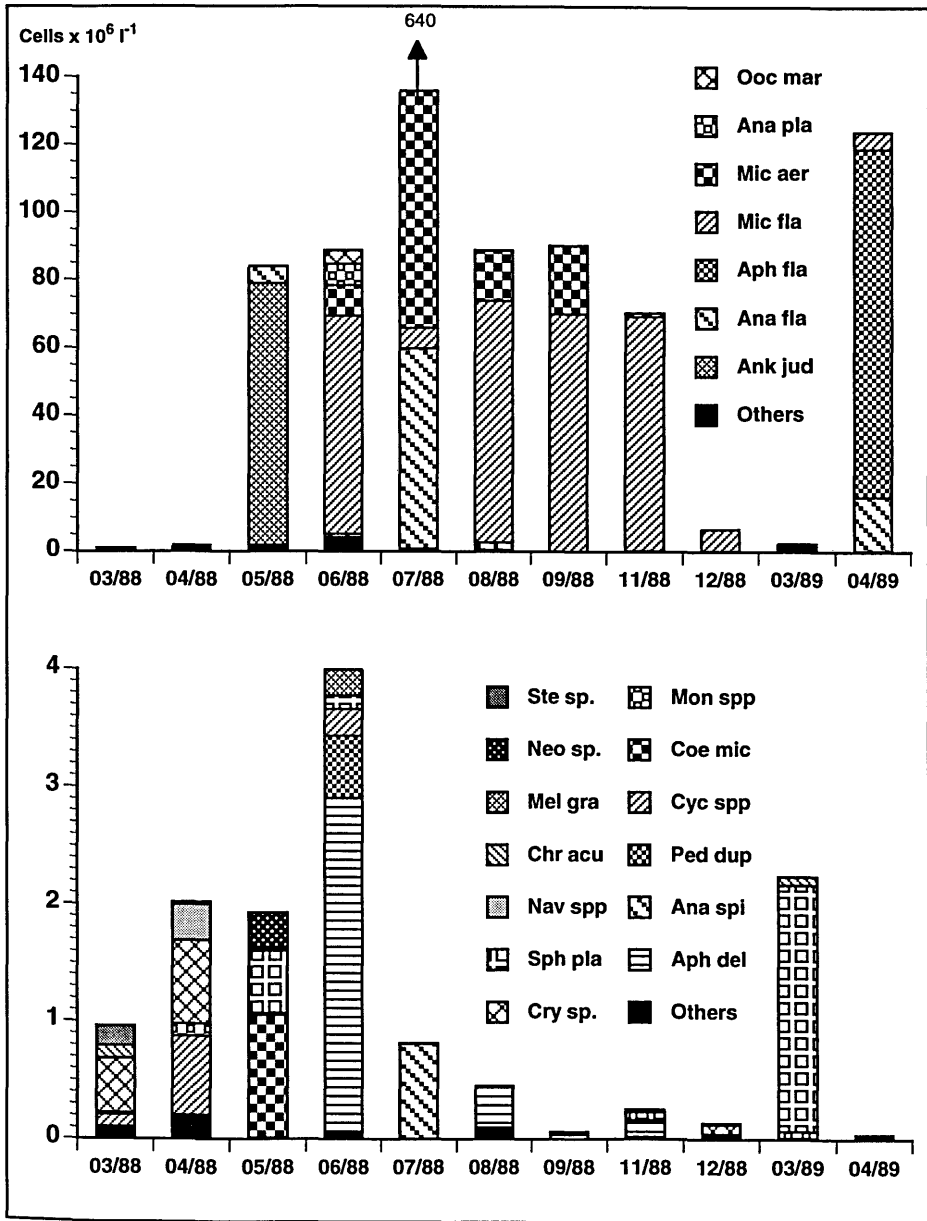 640
Cells x 10⁶ l⁻¹
140
120
100
80
60
40
20
0
Ooc mar
Ana pla
Mic aer
Mic fla
Aph fla
Ana fla
Ank jud
Others
03/88 04/88 05/88 06/88 07/88 08/88 09/88 11/88 12/88 03/89 04/89
4
3
2
1
0
Ste sp. Mon spp
Neo sp. Coe mic
Mel gra Cyc spp
Chr acu Ped dup
Nav spp Ana spi
Sph pla Aph del
Cry sp. Others
03/88 04/88 05/88 06/88 07/88 08/88 09/88 11/88 12/88 03/89 04/89